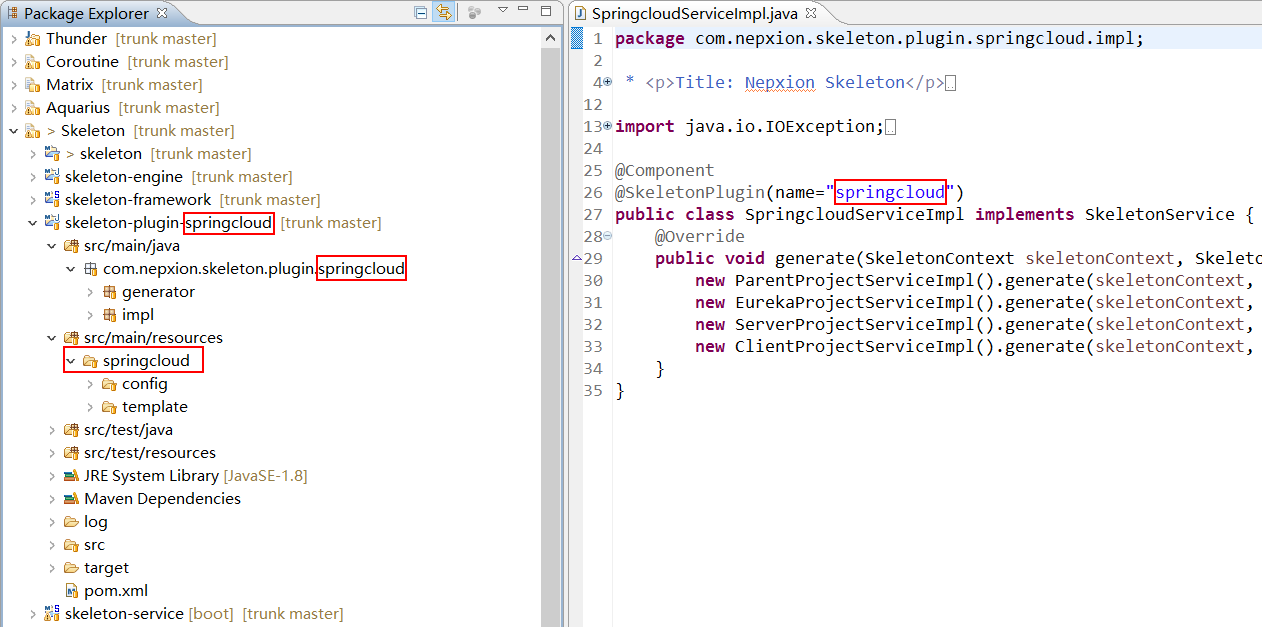 Package Explorer
Thunder [trunk master]
Coroutine [trunk master]
Matrix [trunk master]
Aquarius [trunk master]
> Skeleton [trunk master]
> skeleton [trunk master]
skeleton-engine [trunk master]
skeleton-framework [trunk master]
skeleton-plugin-springcloud [trunk master]
src/main/java
com.nepxion.skeleton.plugin.springcloud
generator
impl
src/main/resources
springcloud
config
template
src/test/java
src/test/resources
JRE System Library [JavaSE-1.8]
Maven Dependencies
log
src
target
pom.xml
skeleton-service [boot] [trunk master]
SpringcloudServiceImpl.java
1 package com.nepxion.skeleton.plugin.springcloud.impl;
2
4 * <p>Title: Nepxion Skeleton</p>
12
13 import java.io.IOException;
24
25 @Component
26 @SkeletonPlugin(name="springcloud")
27 public class SpringcloudServiceImpl implements SkeletonService {
28 @Override
29 public void generate(SkeletonContext skeletonContext, Skeleto
30 new ParentProjectServiceImpl().generate(skeletonContext,
31 new EurekaProjectServiceImpl().generate(skeletonContext,
32 new ServerProjectServiceImpl().generate(skeletonContext,
33 new ClientProjectServiceImpl().generate(skeletonContext,
34 }
35 }